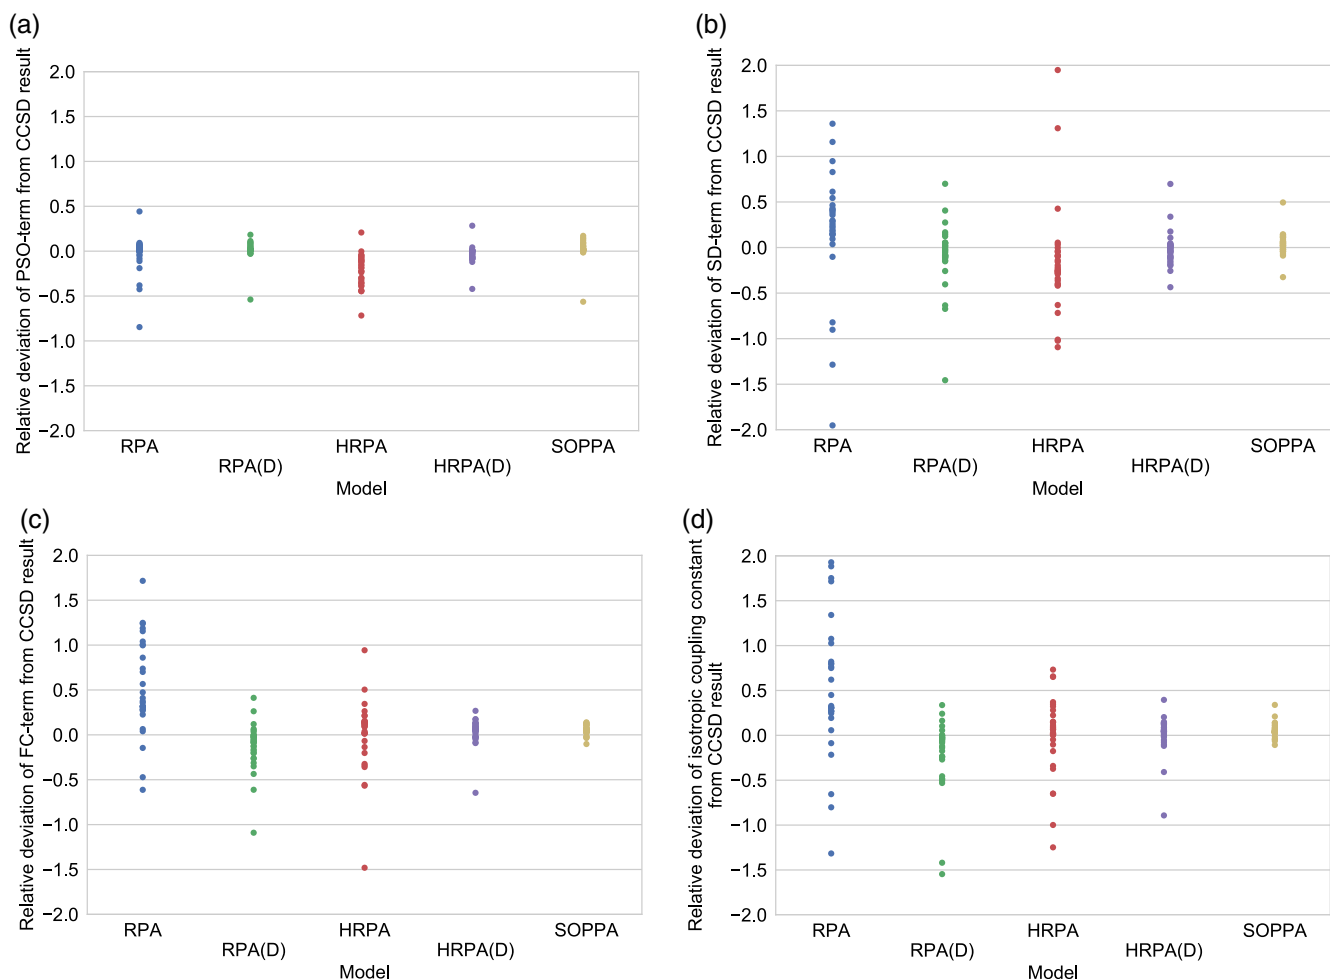 (a)
Relative deviation of PSO-term from CCSD result
2.0
1.5
1.0
0.5
0.0
−0.5
−1.0
−1.5
−2.0
RPA
RPA(D)
HRPA
HRPA(D)
SOPPA
Model
(b)
Relative deviation of SD-term from CCSD result
2.0
1.5
1.0
0.5
0.0
−0.5
−1.0
−1.5
−2.0
RPA
RPA(D)
HRPA
HRPA(D)
SOPPA
Model
(c)
Relative deviation of FC-term from CCSD result
2.0
1.5
1.0
0.5
0.0
−0.5
−1.0
−1.5
−2.0
RPA
RPA(D)
HRPA
HRPA(D)
SOPPA
Model
(d)
Relative deviation of isotropic coupling constant
from CCSD result
2.0
1.5
1.0
0.5
0.0
−0.5
−1.0
−1.5
−2.0
RPA
RPA(D)
HRPA
HRPA(D)
SOPPA
Model